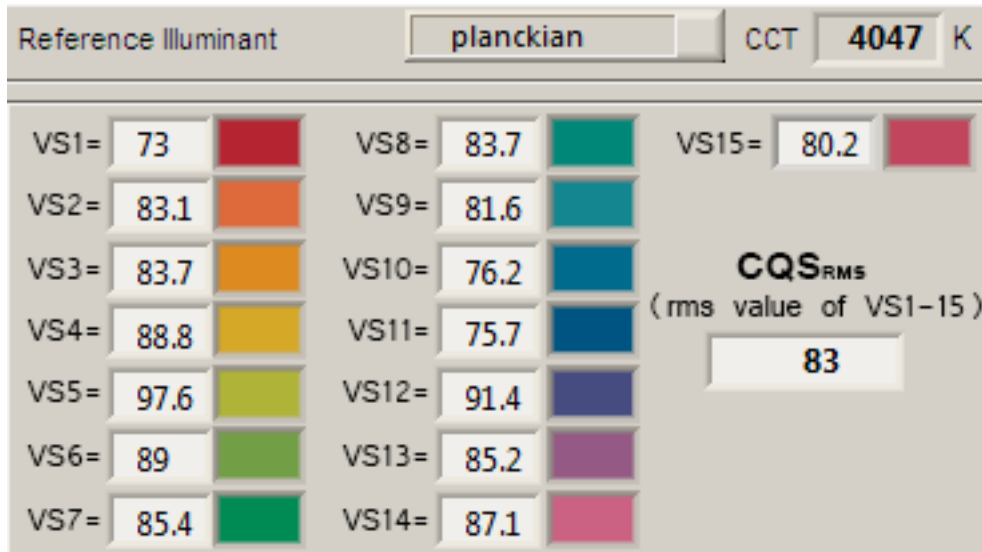 Reference Illuminant planckian CCT 4047 K
VS1= 73 VS8= 83.7 VS15= 80.2
VS2= 83.1 VS9= 81.6
VS3= 83.7 VS10= 76.2 CQSRMS
VS4= 88.8 VS11= 75.7 (rms value of VS1-15)
VS5= 97.6 VS12= 91.4 83
VS6= 89 VS13= 85.2
VS7= 85.4 VS14= 87.1